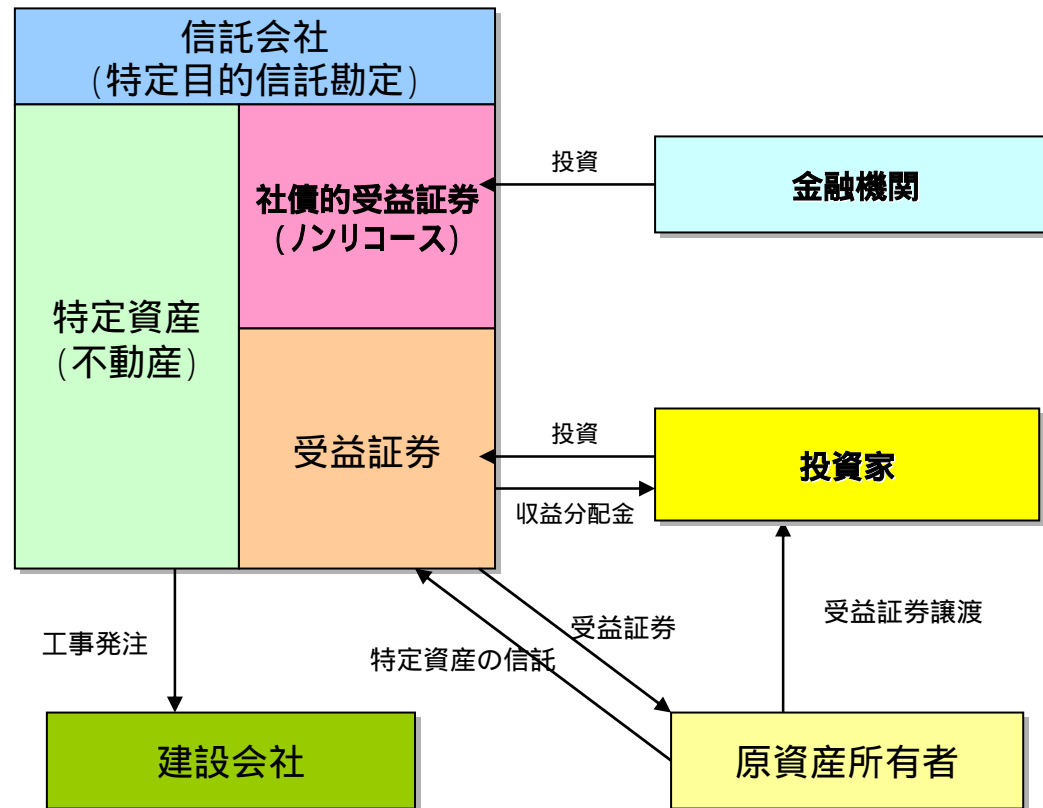 信託会社
(特定目的信託勘定)
特定資産
(不動産)
社債的受益証券
(ノンリコース)
投資
金融機関
受益証券
投資
投資家
収益分配金
工事発注
受益証券
特定資産の信託
受益証券譲渡
建設会社
原資産所有者